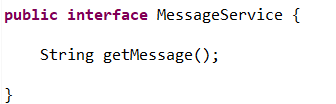 public interface MessageService {
String getMessage();
}